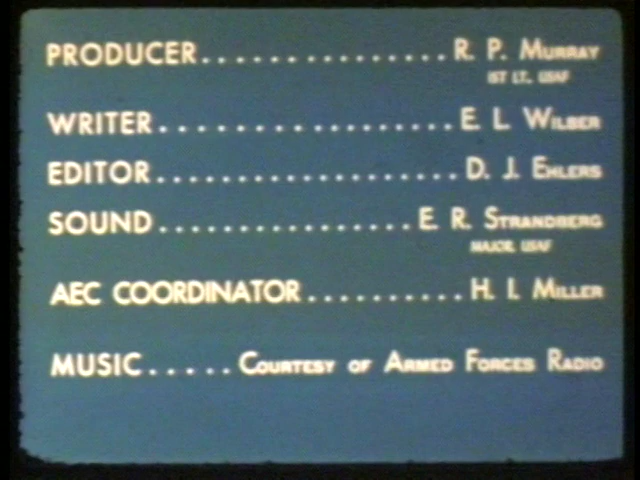 PRODUCER...............R. P. MURRAY
1ST LT., USAF
WRITER..................E. L. WILBER
EDITOR...................D. J. EHLERS
SOUND................E. R. STRANDBERG
MAJOR, USAF
AEC COORDINATOR..........H. I. MILLER
MUSIC.....COURTESY OF ARMED FORCES RADIO